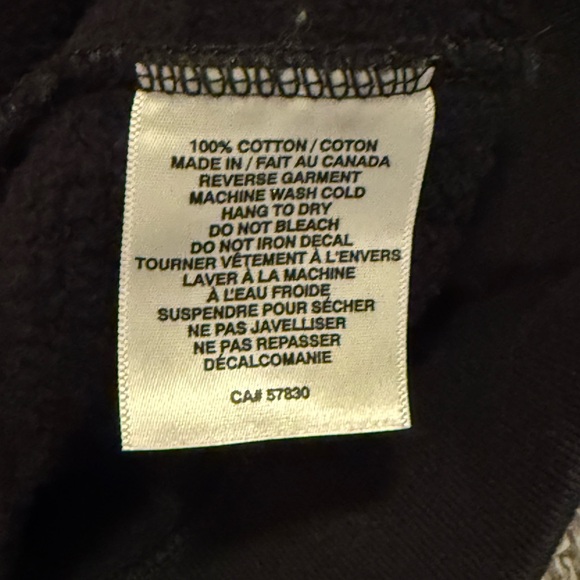 100% COTTON / COTON
MADE IN / FAIT AU CANADA
REVERSE GARMENT
MACHINE WASH COLD
HANG TO DRY
DO NOT BLEACH
DO NOT IRON DECAL
TOURNER VÊTEMENT À L'ENVERS
LAVER À LA MACHINE
À L'EAU FROIDE
SUSPENDRE POUR SÉCHER
NE PAS JAVELLISER
NE PAS REPASSER
DÉCALCOMANIE
CA# 57830